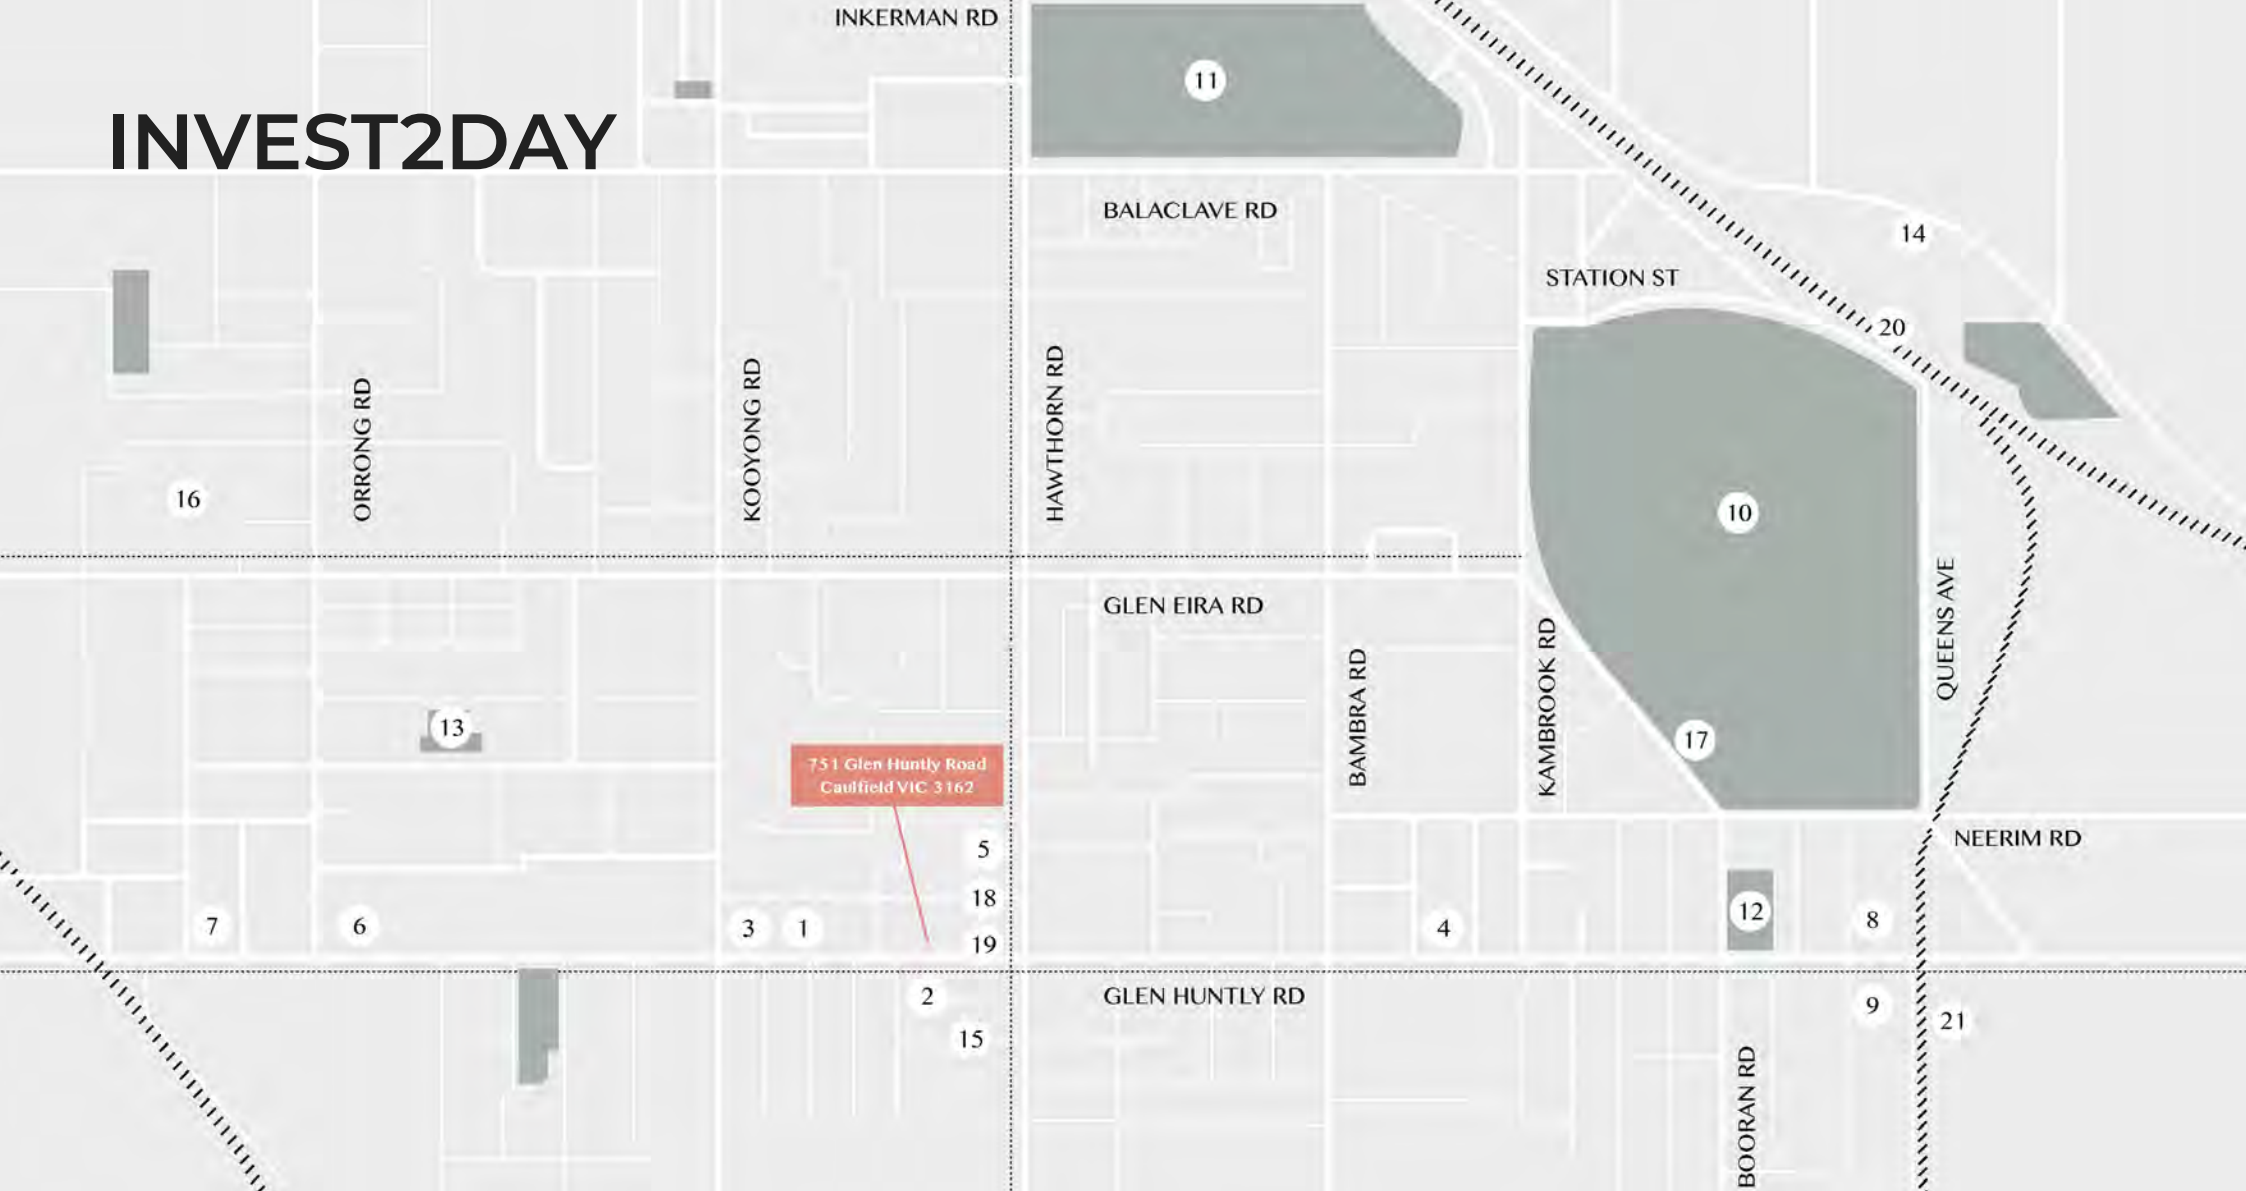 INKERMAN RD
11
INVEST2DAY
BALACLAVE RD
14
STATION ST
20
ORRONG RD
KOOYONG RD
HAWTHORN RD
16
10
GLEN EIRA RD
QUEENS AVE
BAMBRA RD
KAMBROOK RD
13
17
751 Glen Huntly Road
Caulfield VIC 3162
5
NEERIM RD
18
7
6
3
1
19
4
12
8
2
GLEN HUNTLY RD
9
15
21
BOORAN RD